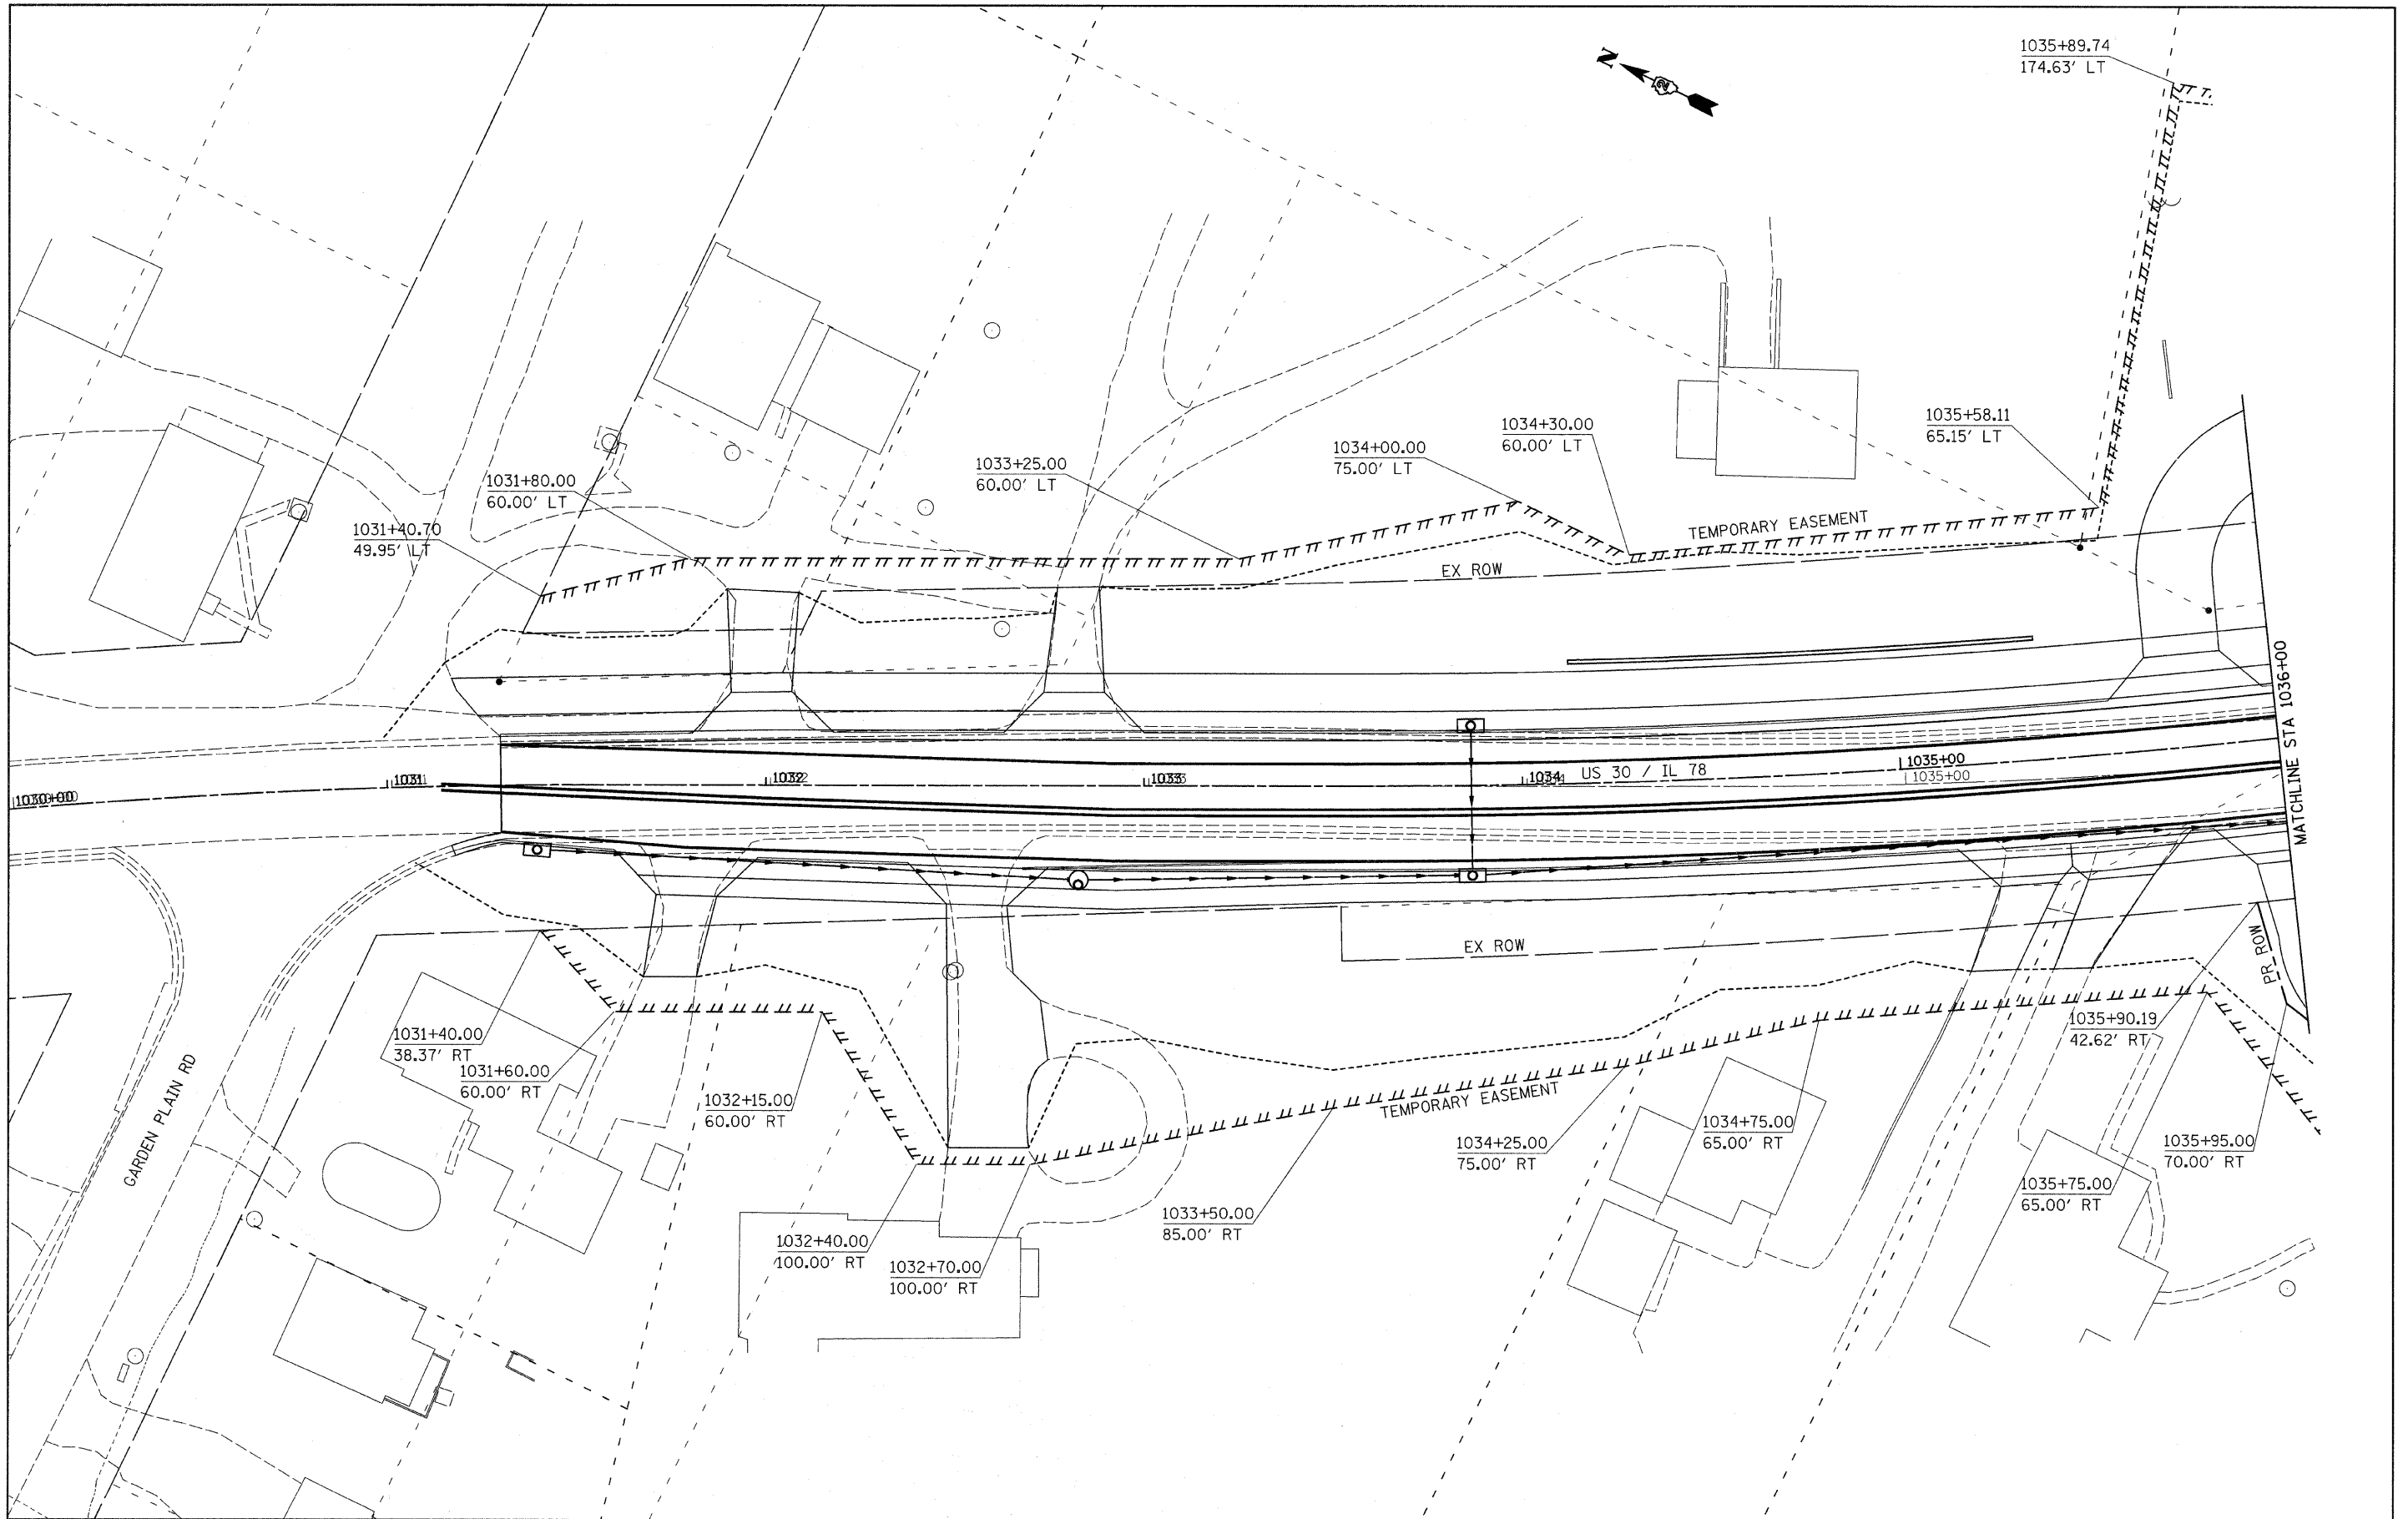 1035+89.74
174.63' LT
N
2
1035+58.11
65.15' LT
1034+30.00
60.00' LT
1034+00.00
75.00' LT
1033+25.00
60.00' LT
1031+80.00
60.00' LT
1031+40.70
49.95' LT
TEMPORARY EASEMENT
EX ROW
MATCHLINE STA 1036+00
1030+00
1031
1032
1033
1034
US 30 / IL 78
1035+00
1035+00
EX ROW
PR ROW
1031+40.00
38.37' RT
1031+60.00
60.00' RT
1032+15.00
60.00' RT
1035+90.19
42.62' RT
TEMPORARY EASEMENT
1034+25.00
75.00' RT
1034+75.00
65.00' RT
1035+95.00
70.00' RT
1035+75.00
65.00' RT
1033+50.00
85.00' RT
1032+40.00
100.00' RT
1032+70.00
100.00' RT
GARDEN PLAIN RD